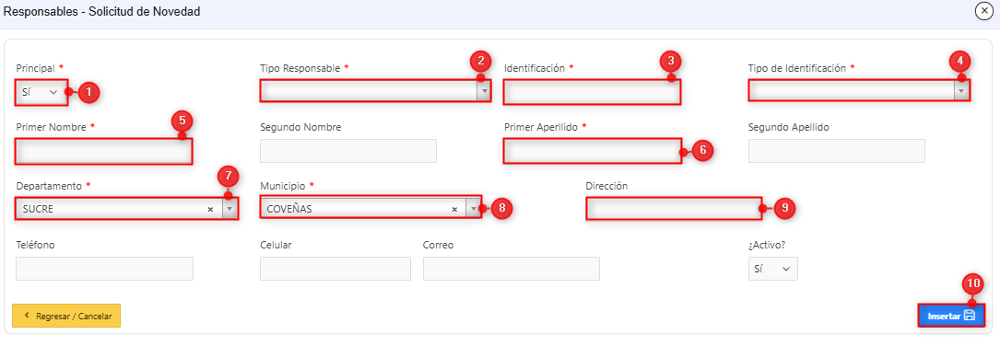 Responsables - Solicitud de Novedad
Principal * Tipo Responsable * 2 Identificación * 3 Tipo de Identificación * 4
Sí 1
Primer Nombre * 5 Segundo Nombre Primer Aperllido * Segundo Apellido
6
Departamento * 7 Municipio * Dirección
SUCRE × COVEÑAS × 8 9
Teléfono Celular Correo ¿Activo?
Sí
10
Regresar / Cancelar Insertar